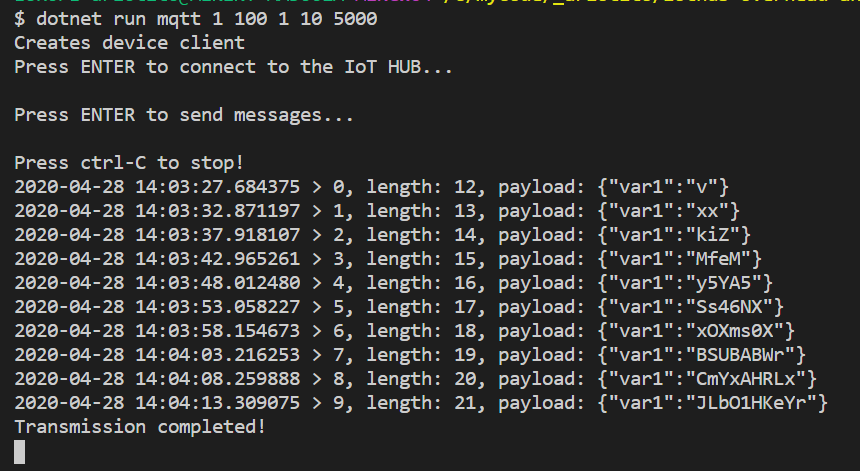 $ dotnet run mqtt 1 100 1 10 5000
Creates device client
Press ENTER to connect to the IoT HUB...
Press ENTER to send messages...
Press ctrl-C to stop!
2020-04-28 14:03:27.684375 > 0, length: 12, payload: {"var1":"v"}
2020-04-28 14:03:32.871197 > 1, length: 13, payload: {"var1":"xx"}
2020-04-28 14:03:37.918107 > 2, length: 14, payload: {"var1":"kiZ"}
2020-04-28 14:03:42.965261 > 3, length: 15, payload: {"var1":"MfeM"}
2020-04-28 14:03:48.012480 > 4, length: 16, payload: {"var1":"y5YA5"}
2020-04-28 14:03:53.058227 > 5, length: 17, payload: {"var1":"Ss46NX"}
2020-04-28 14:03:58.154673 > 6, length: 18, payload: {"var1":"xOXms0X"}
2020-04-28 14:04:03.216253 > 7, length: 19, payload: {"var1":"BSUBABWr"}
2020-04-28 14:04:08.259888 > 8, length: 20, payload: {"var1":"CmYxAHRLx"}
2020-04-28 14:04:13.309075 > 9, length: 21, payload: {"var1":"JLbO1HKeYr"}
Transmission completed!